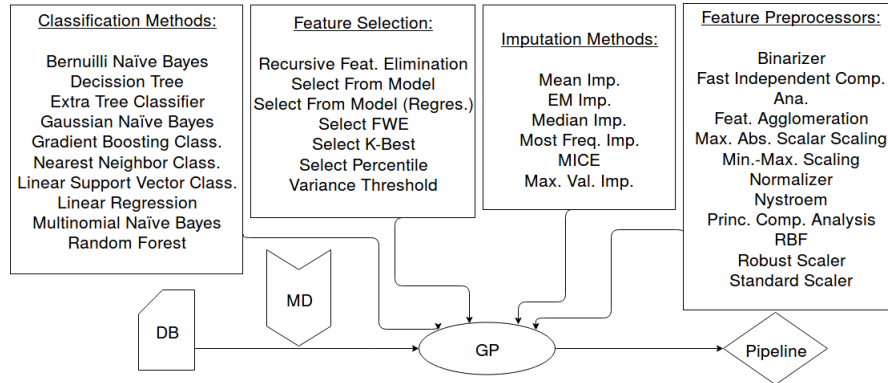 Classification Methods:
Bernuilli Naïve Bayes
Decission Tree
Extra Tree Classifier
Gaussian Naïve Bayes
Gradient Boosting Class.
Nearest Neighbor Class.
Linear Support Vector Class.
Linear Regression
Multinomial Naïve Bayes
Random Forest
Feature Selection:
Recursive Feat. Elimination
Select From Model
Select From Model (Regres.)
Select FWE
Select K-Best
Select Percentile
Variance Threshold
Imputation Methods:
Mean Imp.
EM Imp.
Median Imp.
Most Freq. Imp.
MICE
Max. Val. Imp.
Feature Preprocessors:
Binarizer
Fast Independent Comp.
Ana.
Feat. Agglomeration
Max. Abs. Scalar Scaling
Min.-Max. Scaling
Normalizer
Nystroem
Princ. Comp. Analysis
RBF
Robust Scaler
Standard Scaler
DB
MD
GP
Pipeline